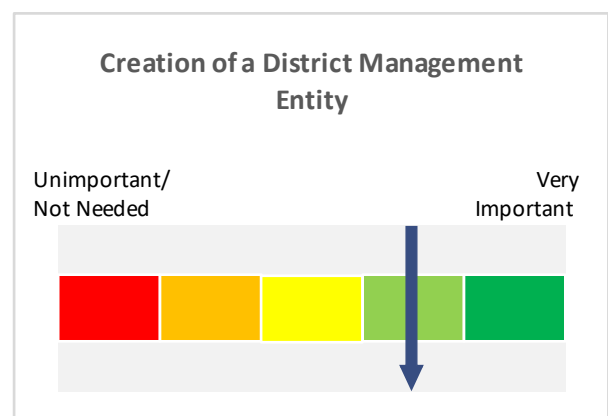 Creation of a District Management
Entity
Unimportant/
Not Needed
Very
Important